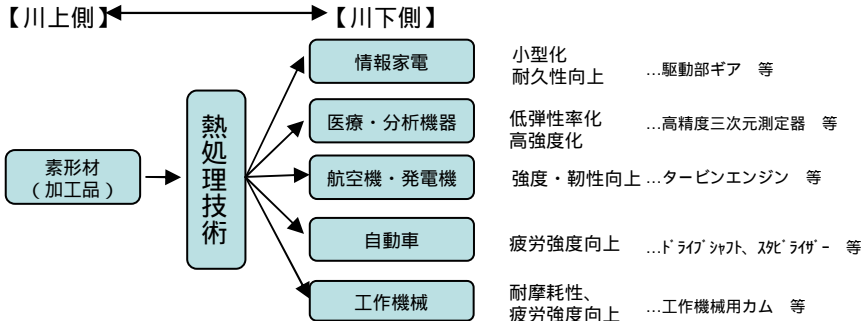 【川上側】 【川下側】
情報家電 小型化
耐久性向上 …駆動部ギア 等
医療・分析機器 低弾性率化
高強度化 …高精度三次元測定器 等
熱処理技術
素形材
(加工品)
航空機・発電機 強度・靭性向上 …タービンエンジン 等
自動車 疲労強度向上 …ﾄﾞﾗｲﾌﾞｼｬﾌﾄ、ｽﾀﾋﾞﾗｲｻﾞｰ 等
工作機械 耐摩耗性、
疲労強度向上 …工作機械用カム 等